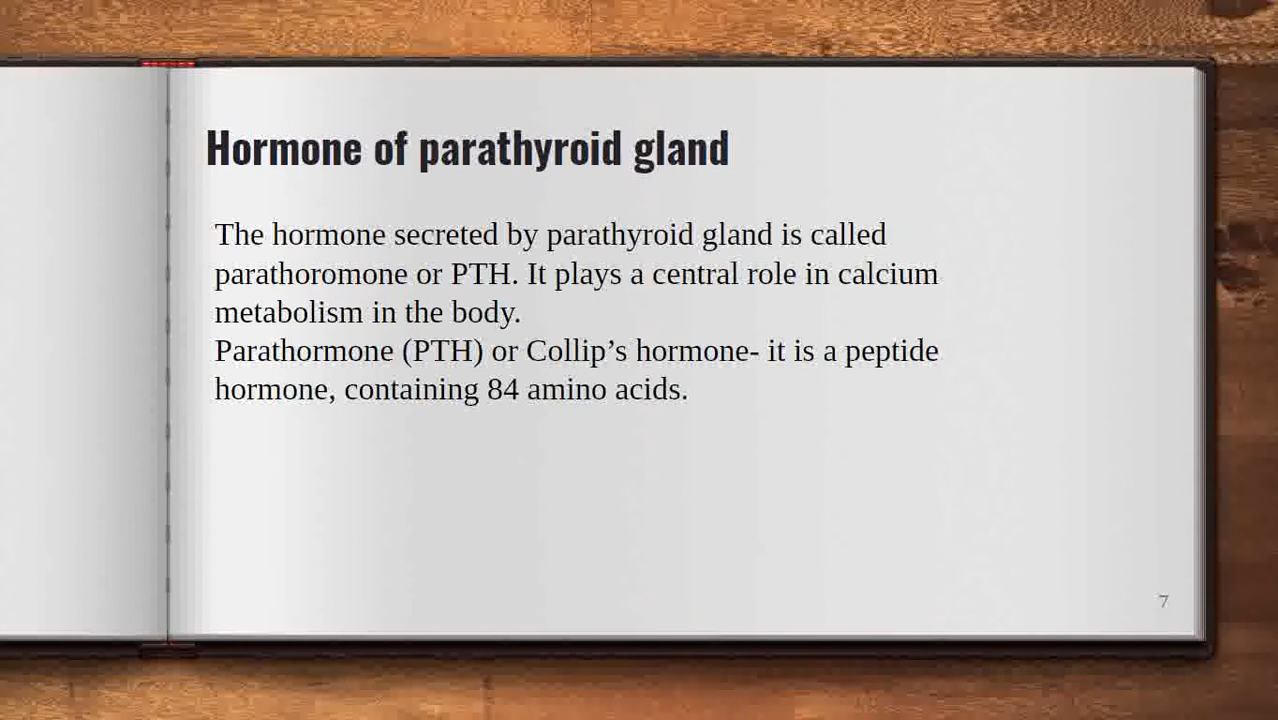 Hormone of parathyroid gland
The hormone secreted by parathyroid gland is called
parathoromone or PTH. It plays a central role in calcium
metabolism in the body.
Parathormone (PTH) or Collip’s hormone- it is a peptide
hormone, containing 84 amino acids.
7